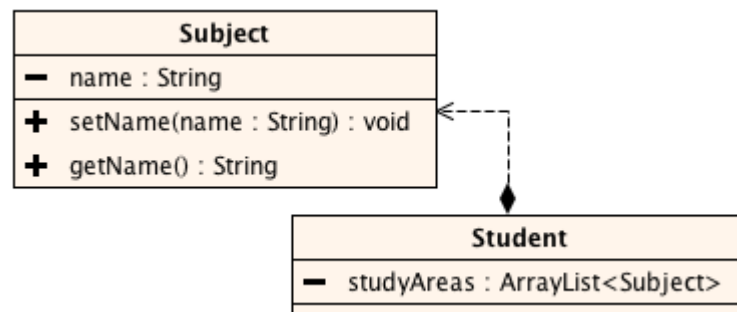 Subject
- name : String
+ setName(name : String) : void
+ getName() : String
Student
- studyAreas : ArrayList<Subject>